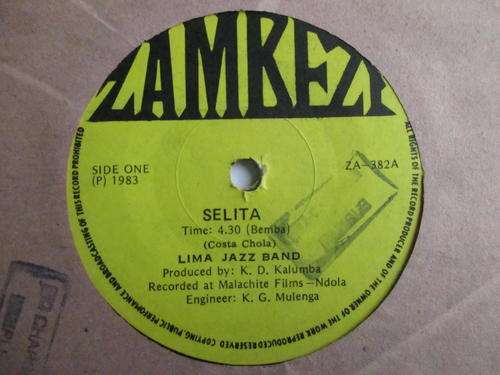 ZAMBEZI
SIDE ONE
(P) 1983
ZA-382A
SELITA
Time: 4.30 (Bemba)
(Costa Chola)
LIMA JAZZ BAND
Produced by: K. D. Kalumba
Recorded at Malachite Films -Ndola
Engineer: K. G. Mulenga
ALL RIGHTS OF THE RECORD PRODUCER AND OF THE OWNER OF THE WORK REPRODUCED RESERVED COPYING, PUBLIC PERFOMANCE AND BROADCASTING OF THIS RECORD PROHIBITED